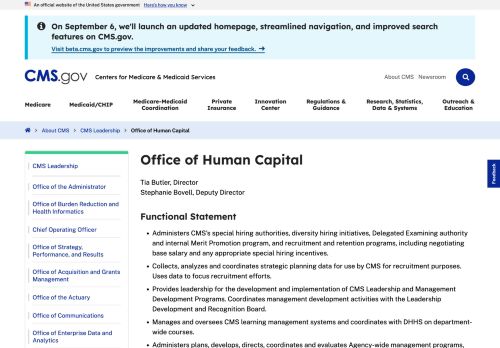 An official website of the United States government Here's how you know
On September 6, we'll launch an updated homepage, streamlined navigation, and improved search
features on CMS.gov.
Visit beta.cms.gov to preview the improvements and share your feedback.
CMS.gov Centers for Medicare & Medicaid Services
About CMS Newsroom
Medicare
Medicaid/CHIP
Medicare-Medicaid
Coordination
Private
Insurance
Innovation
Center
Regulations &
Guidance
Research, Statistics,
Data & Systems
Outreach &
Education
About CMS CMS Leadership Office of Human Capital
Feedback
CMS Leadership
Office of the Administrator
Office of Burden Reduction and
Health Informatics
Chief Operating Officer
Office of Strategy,
Performance, and Results
Office of Acquisition and Grants
Management
Office of the Actuary
Office of Communications
Office of Enterprise Data and
Analytics
Office of Human Capital
Tia Butler, Director
Stephanie Bovell, Deputy Director
Functional Statement
• Administers CMS's special hiring authorities, diversity hiring initiatives, Delegated Examining authority
and internal Merit Promotion program, and recruitment and retention programs, including negotiating
base salary and any appropriate special hiring incentives.
• Collects, analyzes and coordinates strategic planning data for use by CMS for recruitment purposes.
Uses data to focus recruitment efforts.
• Provides leadership for the development and implementation of CMS Leadership and Management
Development Programs. Coordinates management development activities with the Leadership
Development and Recognition Board.
• Manages and oversees CMS learning management systems and coordinates with DHHS on department-
wide courses.
• Administers plans, develops, directs, coordinates and evaluates Agency-wide management programs,